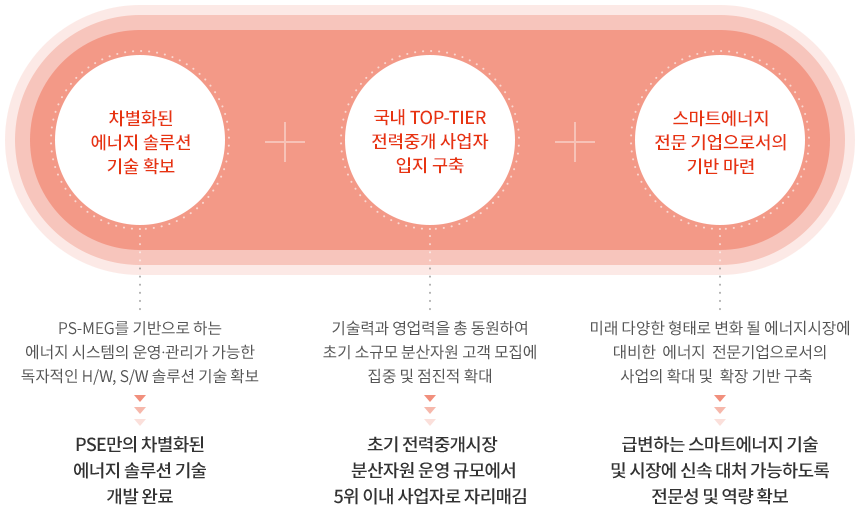 차별화된
에너지 솔루션
기술 확보
국내 TOP-TIER
전력중개 사업자
입지 구축
스마트에너지
전문 기업으로서의
기반 마련
PS-MEG를 기반으로 하는
에너지 시스템의 운영·관리가 가능한
독자적인 H/W, S/W 솔루션 기술 확보
기술력과 영업력을 총 동원하여
초기 소규모 분산자원 고객 모집에
집중 및 점진적 확대
미래 다양한 형태로 변화 될 에너지시장에
대비한 에너지 전문기업으로서의
사업의 확대 및 확장 기반 구축
PSE만의 차별화된
에너지 솔루션 기술
개발 완료
초기 전력중개시장
분산자원 운영 규모에서
5위 이내 사업자로 자리매김
급변하는 스마트에너지 기술
및 시장에 신속 대처 가능하도록
전문성 및 역량 확보